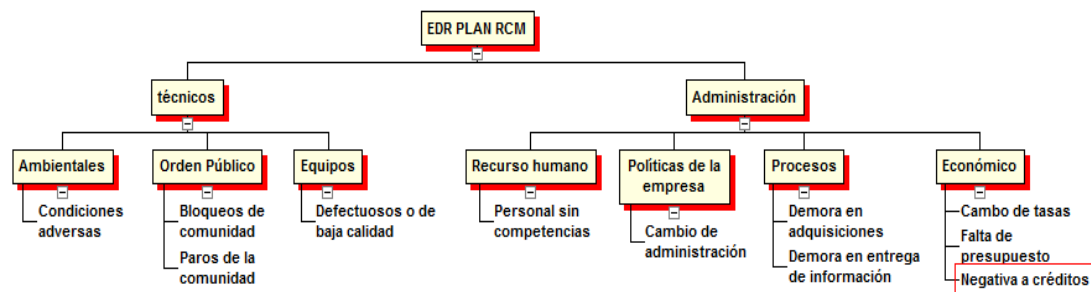 EDR PLAN RCM
técnicos
Administración
Ambientales
Orden Público
Equipos
Recurso humano
Políticas de la
empresa
Procesos
Económico
Condiciones
adversas
Bloqueos de
comunidad
Paros de la
comunidad
Defectuosos o de
baja calidad
Personal sin
competencias
Cambio de
administración
Demora en
adquisiciones
Demora en entrega
de información
Cambo de tasas
Falta de
presupuesto
Negativa a créditos